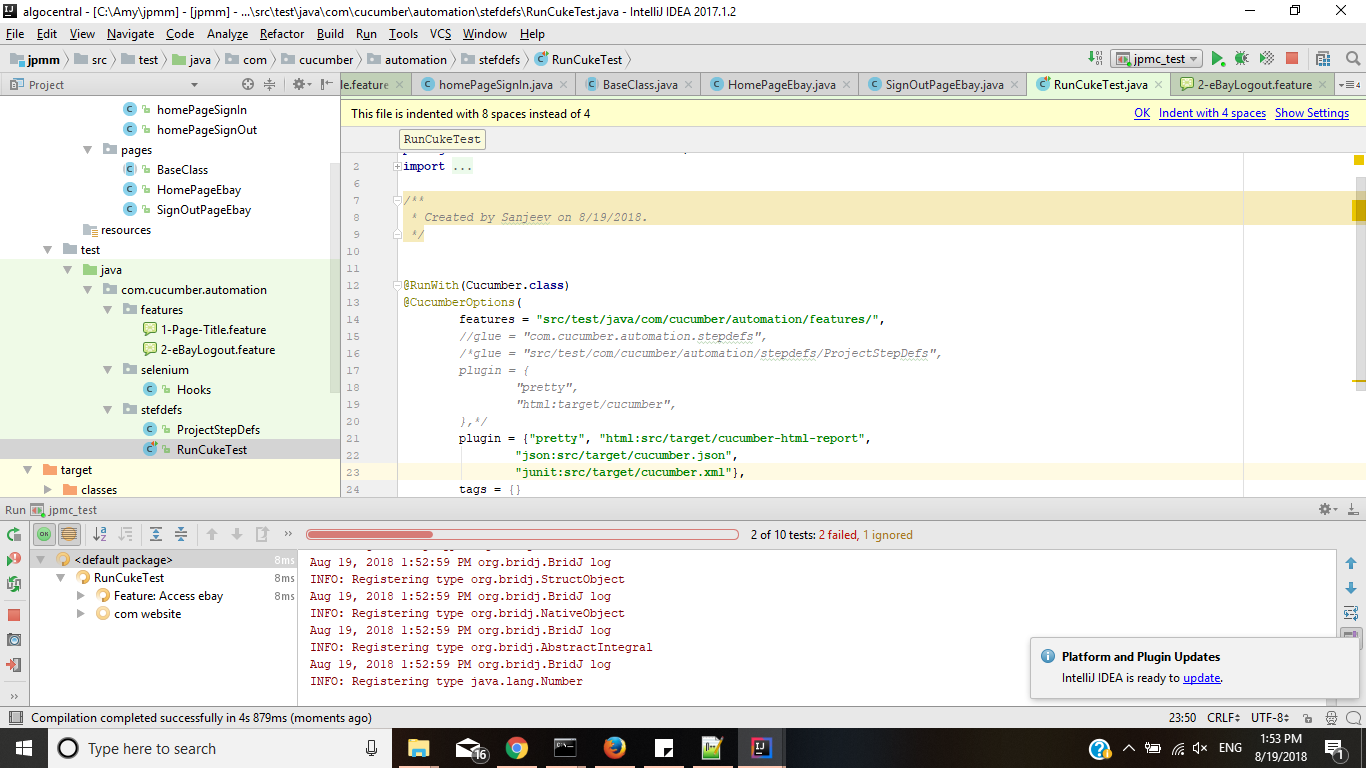 algocentral - [C:\Amy\jpmm] - [jpmm] - ...\src\test\java\com\cucumber\automation\stefdefs\RunCukeTest.java - IntelliJ IDEA 2017.1.2
File Edit View Navigate Code Analyze Refactor Build Run Tools VCS Window Help
jpmm src test java com cucumber automation stefdefs RunCukeTest jpmc_test
Project
le.feature homePageSignIn.java BaseClass.java HomePageEbay.java SignOutPageEbay.java RunCukeTest.java 2-eBayLogout.feature 4
This file is indented with 8 spaces instead of 4 OK Indent with 4 spaces Show Settings
RunCukeTest
homePageSignIn
homePageSignOut
pages
BaseClass
HomePageEbay
SignOutPageEbay
resources
test
java
com.cucumber.automation
features
1-Page-Title.feature
2-eBayLogout.feature
selenium
Hooks
stefdefs
ProjectStepDefs
RunCukeTest
target
classes
2 import ...
6
7 /**
8 * Created by Sanjeev on 8/19/2018.
9 */
10
11
12 @RunWith(Cucumber.class)
13 @CucumberOptions(
14 features = "src/test/java/com/cucumber/automation/features/",
15 //glue = "com.cucumber.automation.stepdefs",
16 /*glue = "src/test/com/cucumber/automation/stepdefs/ProjectStepDefs",
17 plugin = {
18 "pretty",
19 "html:target/cucumber",
20 },*/
21 plugin = {"pretty", "html:src/target/cucumber-html-report",
22 "json:src/target/cucumber.json",
23 "junit:src/target/cucumber.xml"},
24 tags = {}
Run jpmc_test
2 of 10 tests: 2 failed, 1 ignored
<default package> 8ms
RunCukeTest 8ms
Feature: Access ebay 8ms
com website
Aug 19, 2018 1:52:59 PM org.bridj.BridJ log
INFO: Registering type org.bridj.StructObject
Aug 19, 2018 1:52:59 PM org.bridj.BridJ log
INFO: Registering type org.bridj.NativeObject
Aug 19, 2018 1:52:59 PM org.bridj.BridJ log
INFO: Registering type org.bridj.AbstractIntegral
Aug 19, 2018 1:52:59 PM org.bridj.BridJ log
INFO: Registering type java.lang.Number
Platform and Plugin Updates
IntelliJ IDEA is ready to update.
Compilation completed successfully in 4s 879ms (moments ago) 23:50 CRLF UTF-8
Type here to search 16 ENG 1:53 PM
8/19/2018 1